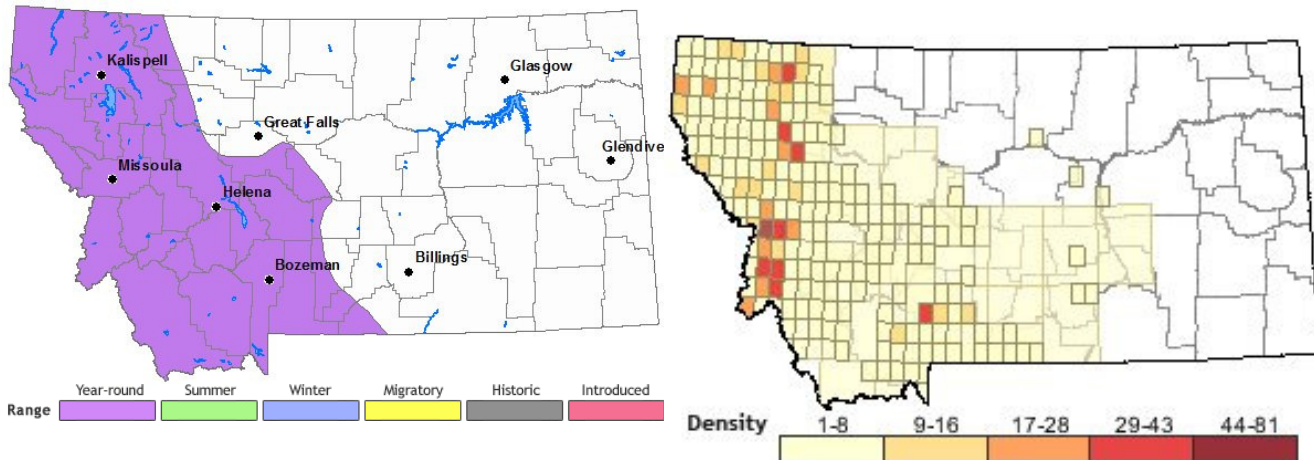 Kalispell
Glasgow
Great Falls
Glendive
Missoula
Helena
Bozeman
Billings
Year-round Summer Winter Migratory Historic Introduced
Range
Density 1-8 9-16 17-28 29-43 44-81